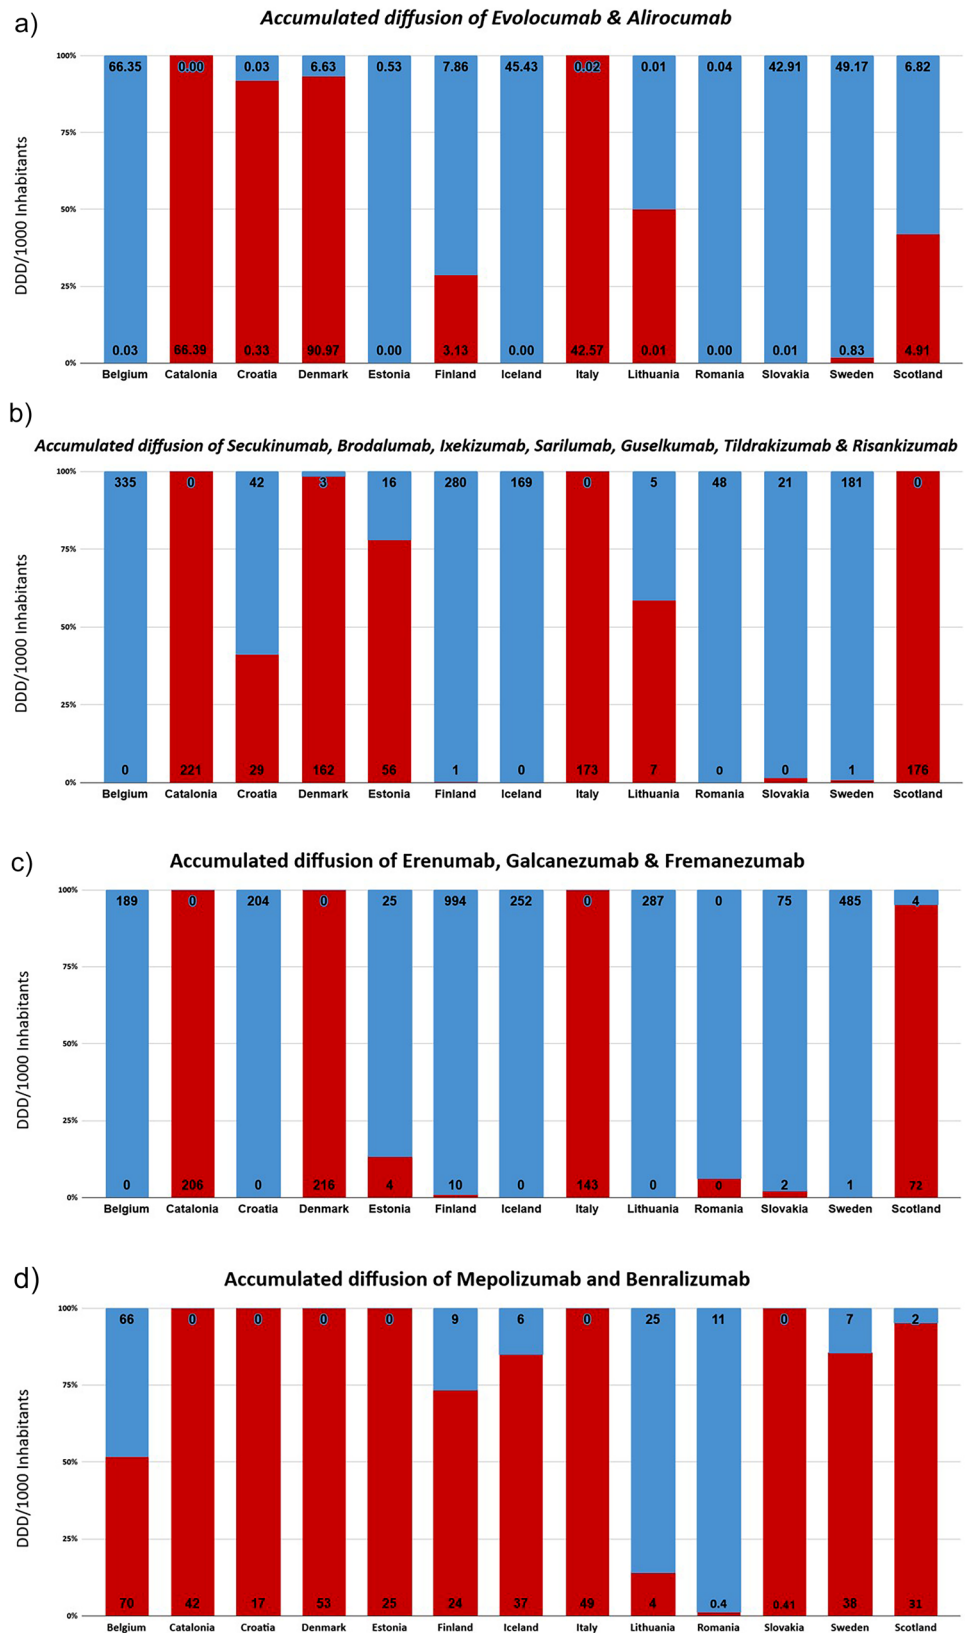 a)
Accumulated diffusion of Evolocumab & Alirocumab
DDD/1000 Inhabitants
100%
75%
50%
25%
0%
66.35 0.00 0.03 6.63 0.53 7.86 45.43 0.02 0.01 0.04 42.91 49.17 6.82
0.03 66.39 0.33 90.97 0.00 3.13 0.00 42.57 0.01 0.00 0.01 0.83 4.91
Belgium Catalonia Croatia Denmark Estonia Finland Iceland Italy Lithuania Romania Slovakia Sweden Scotland
b)
Accumulated diffusion of Secukinumab, Brodalumab, Ixekizumab, Sarilumab, Guselkumab, Tildrakizumab & Risankizumab
DDD/1000 Inhabitants
100%
75%
50%
25%
0%
335 0 42 3 16 280 169 0 5 48 21 181 0
0 221 29 162 56 1 0 173 7 0 0 1 176
Belgium Catalonia Croatia Denmark Estonia Finland Iceland Italy Lithuania Romania Slovakia Sweden Scotland
c)
Accumulated diffusion of Erenumab, Galcanezumab & Fremanezumab
DDD/1000 Inhabitants
100%
75%
50%
25%
0%
189 0 204 0 25 994 252 0 287 0 75 485 4
0 206 0 216 4 10 0 143 0 0 2 1 72
Belgium Catalonia Croatia Denmark Estonia Finland Iceland Italy Lithuania Romania Slovakia Sweden Scotland
d)
Accumulated diffusion of Mepolizumab and Benralizumab
DDD/1000 Inhabitants
100%
75%
50%
25%
0%
66 0 0 0 0 9 6 0 25 11 0 7 2
70 42 17 53 25 24 37 49 4 0.4 0.41 38 31
Belgium Catalonia Croatia Denmark Estonia Finland Iceland Italy Lithuania Romania Slovakia Sweden Scotland